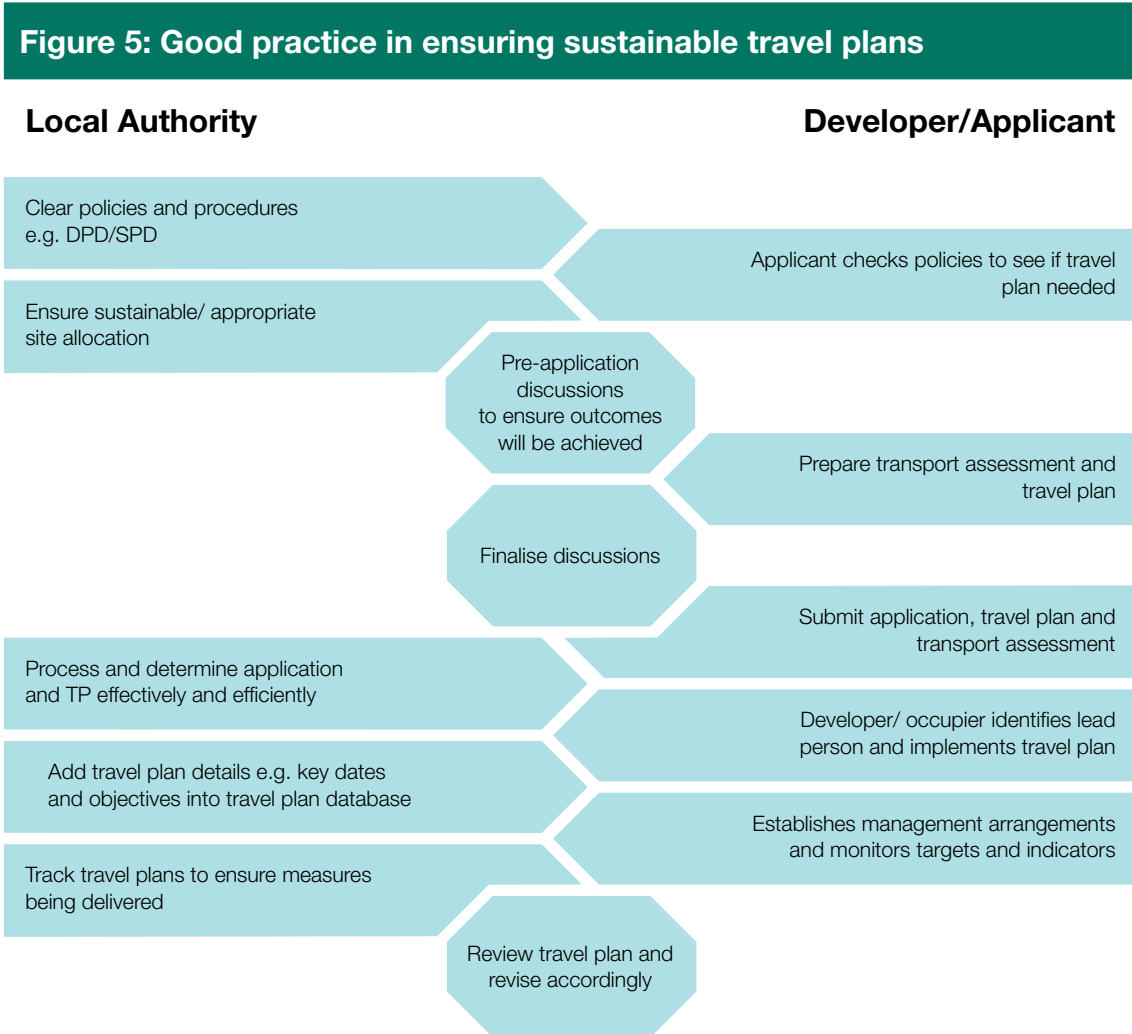 Figure 5: Good practice in ensuring sustainable travel plans
Local Authority
Developer/Applicant
Clear policies and procedures
e.g. DPD/SPD
Applicant checks policies to see if travel
plan needed
Ensure sustainable/ appropriate
site allocation
Pre-application
discussions
to ensure outcomes
will be achieved
Prepare transport assessment and
travel plan
Finalise discussions
Submit application, travel plan and
transport assessment
Process and determine application
and TP effectively and efficiently
Developer/ occupier identifies lead
person and implements travel plan
Add travel plan details e.g. key dates
and objectives into travel plan database
Establishes management arrangements
and monitors targets and indicators
Track travel plans to ensure measures
being delivered
Review travel plan and
revise accordingly